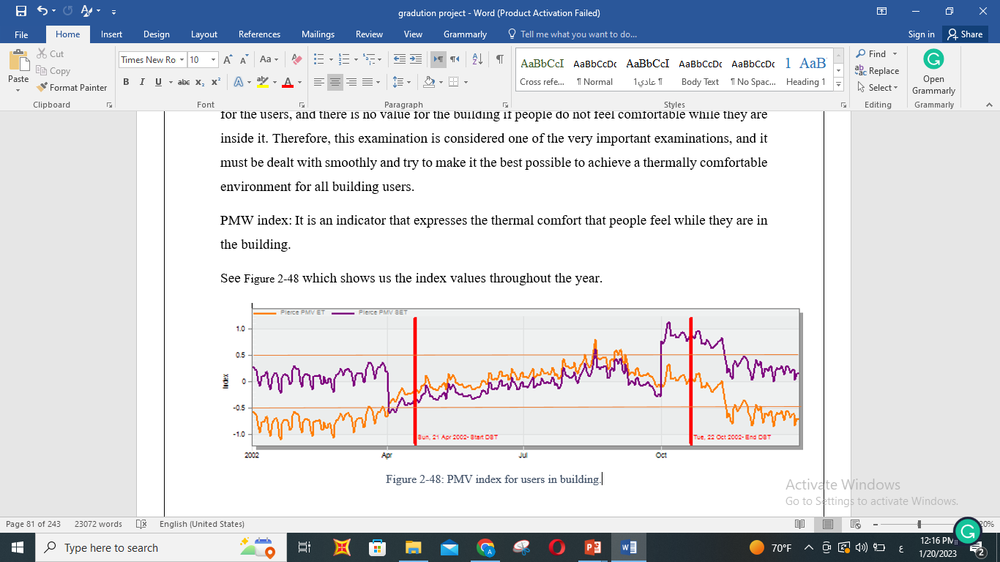 gradution project - Word (Product Activation Failed)
File Home Insert Design Layout References Mailings Review View Grammarly Tell me what you want to do... Sign in Share
Paste
Cut
Copy
Format Painter
Clipboard
Times New Ro 10
Aa
B I U abc X₂ X²
A ab A
Font
Paragraph
AaBbCcI AaBbCcDc AaBbCcI AaBbCcDc AaBbCcDc 1 AaB
Cross refe... ¶ Normal ¶ عادي1 Body Text ¶ No Spac... Heading 1
Styles
Find
Replace
Select
Editing
Open
Grammarly
Grammarly
for the users, and there is no value for the building if people do not feel comfortable while they are
inside it. Therefore, this examination is considered one of the very important examinations, and it
must be dealt with smoothly and try to make it the best possible to achieve a thermally comfortable
environment for all building users.
PMW index: It is an indicator that expresses the thermal comfort that people feel while they are in
the building.
See Figure 2-48 which shows us the index values throughout the year.
Pierce PMV ET Pierce PMV SET
1.0
0.5
0
-0.5
-1.0
Index
Sun, 21 Apr 2002- Start DST Tue, 22 Oct 2002- End DST
2002 Apr Jul Oct
Figure 2-48: PMV index for users in building.
Activate Windows
Go to Settings to activate Windows.
Page 81 of 243 23072 words English (United States)
Type here to search
70°F
ع
12:16 PM
1/20/2023
2